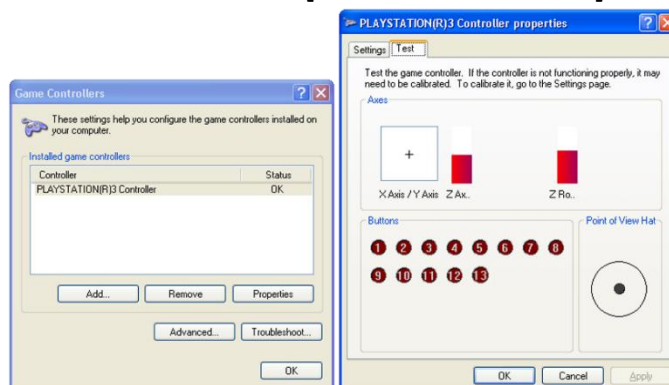 Game Controllers
These settings help you configure the game controllers installed on
your computer.
Installed game controllers
Controller Status
PLAYSTATION(R)3 Controller OK
Add... Remove Properties
Advanced... Troubleshoot...
OK
PLAYSTATION(R)3 Controller properties
Settings Test
Test the game controller. If the controller is not functioning properly, it may
need to be calibrated. To calibrate it, go to the Settings page.
Axes
X Axis / Y Axis Z Ax.. Z Ro..
Buttons
1 2 3 4 5 6 7 8
9 10 11 12 13
Point of View Hat
OK Cancel Apply